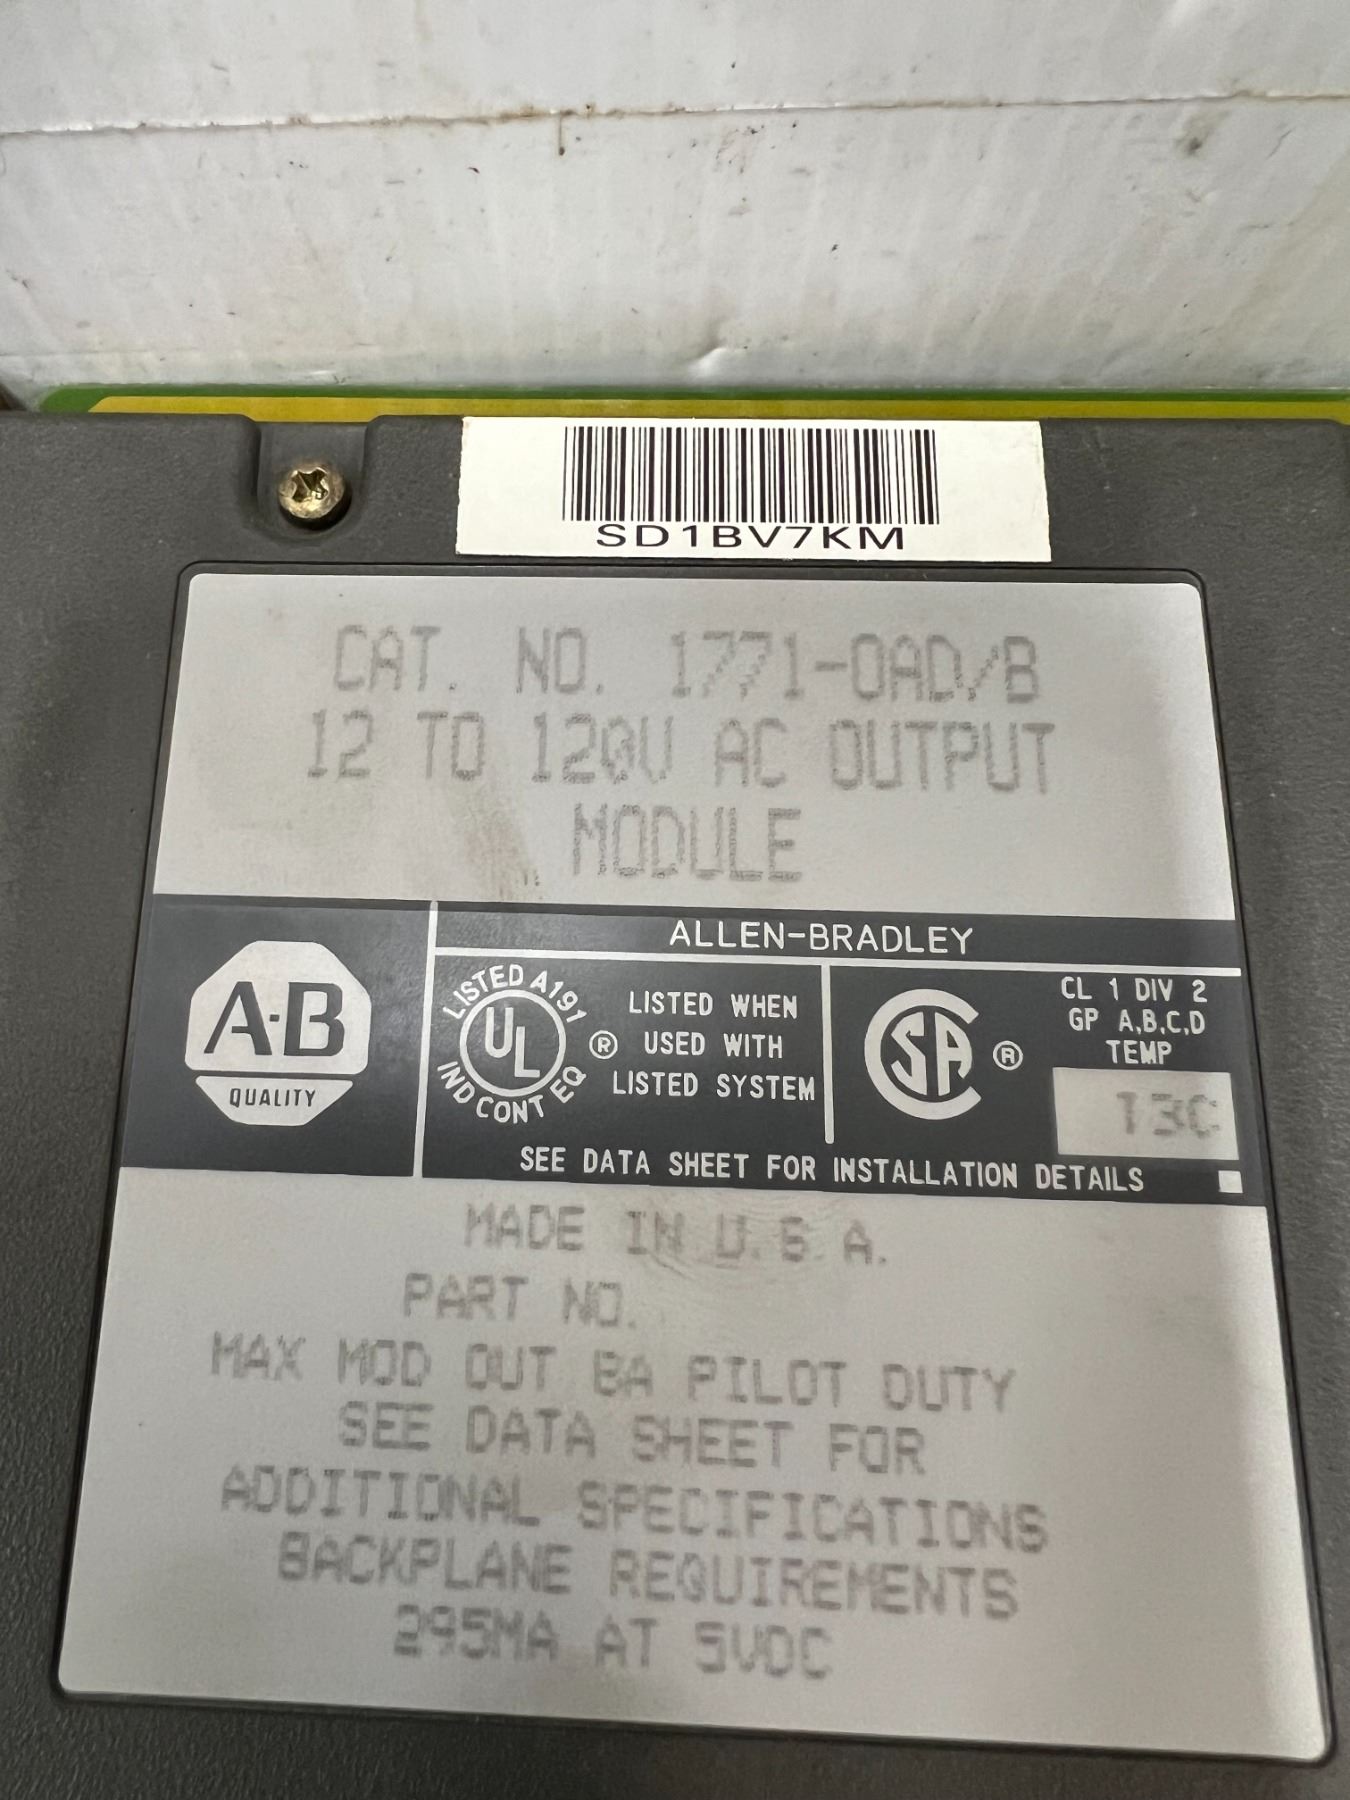 SD1BV7KM
CAT. NO. 1771-OAD/B
12 TO 120V AC OUTPUT
MODULE
ALLEN-BRADLEY
A-B
QUALITY
LISTED A191
UL ®
IND CONT EQ
LISTED WHEN
USED WITH
LISTED SYSTEM
CSA ®
CL 1 DIV 2
GP A,B,C,D
TEMP
T3C
SEE DATA SHEET FOR INSTALLATION DETAILS
MADE IN U.S.A.
PART NO.
MAX MOD OUT 8A PILOT DUTY
SEE DATA SHEET FOR
ADDITIONAL SPECIFICATIONS
BACKPLANE REQUIREMENTS
295MA AT 5VDC